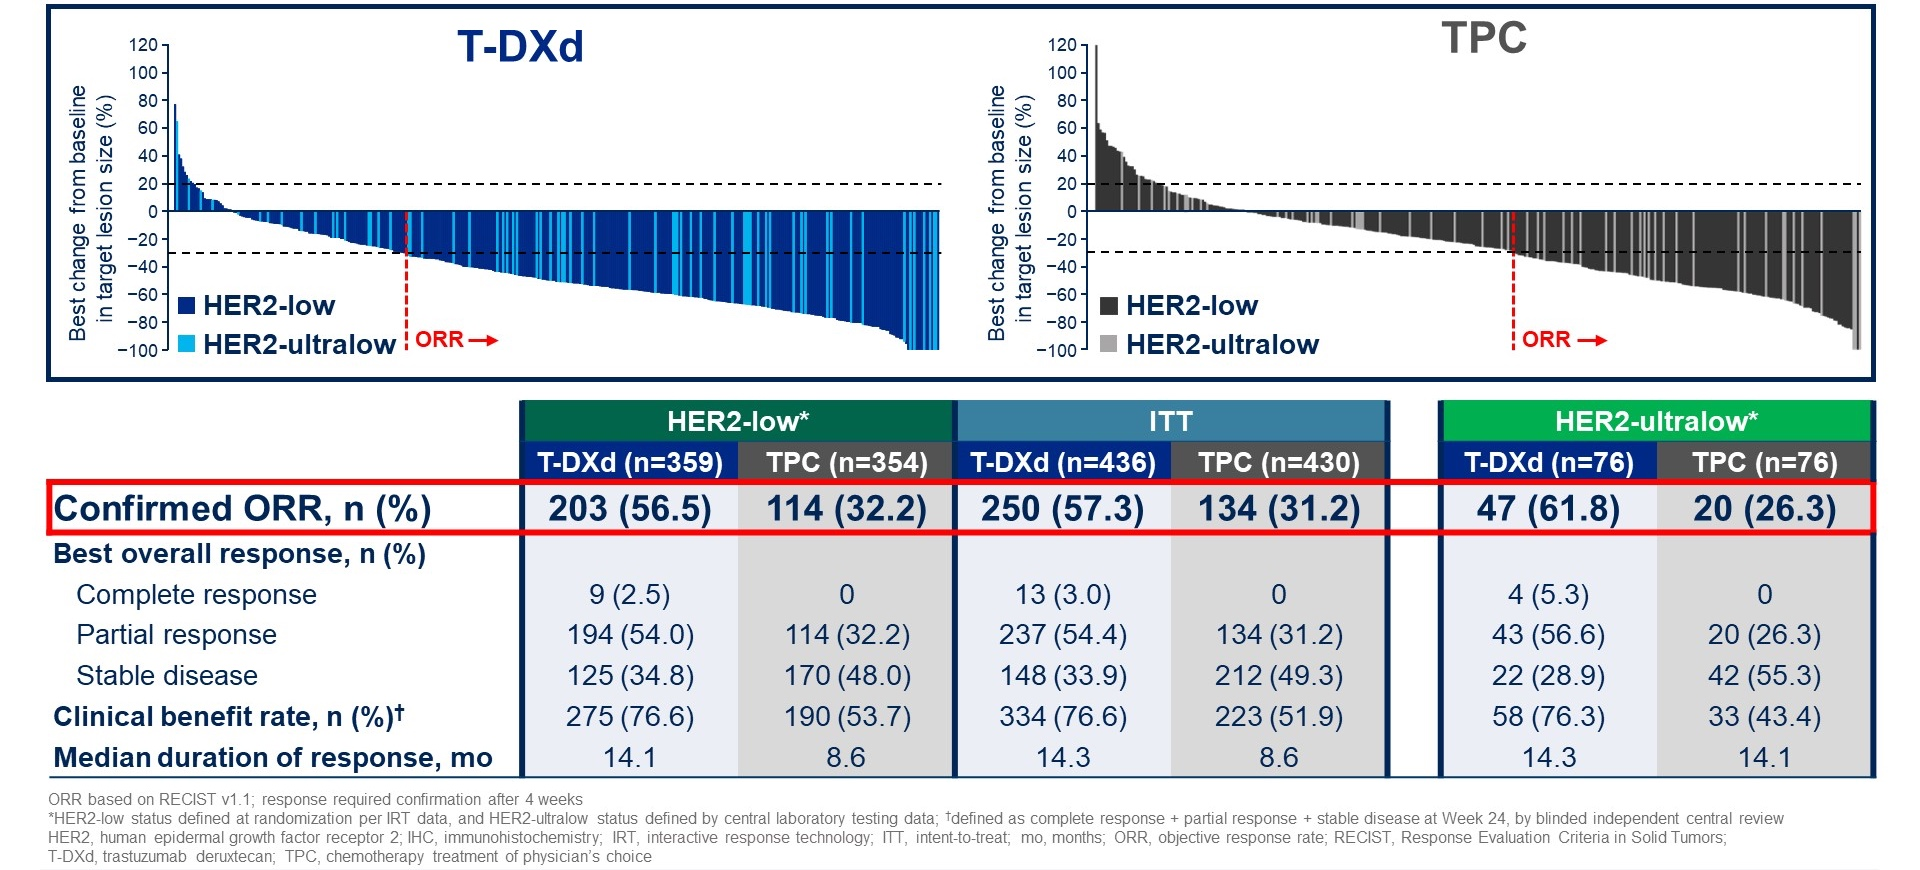 T-DXd
Best change from baseline
in target lesion size (%)
120
100
80
60
40
20
0
−20
−40
−60
−80
−100
HER2-low
HER2-ultralow
ORR →
TPC
Best change from baseline
in target lesion size (%)
120
100
80
60
40
20
0
−20
−40
−60
−80
−100
HER2-low
HER2-ultralow
ORR →
HER2-low* ITT HER2-ultralow*
T-DXd (n=359) TPC (n=354) T-DXd (n=436) TPC (n=430) T-DXd (n=76) TPC (n=76)
Confirmed ORR, n (%) 203 (56.5) 114 (32.2) 250 (57.3) 134 (31.2) 47 (61.8) 20 (26.3)
Best overall response, n (%)
Complete response 9 (2.5) 0 13 (3.0) 0 4 (5.3) 0
Partial response 194 (54.0) 114 (32.2) 237 (54.4) 134 (31.2) 43 (56.6) 20 (26.3)
Stable disease 125 (34.8) 170 (48.0) 148 (33.9) 212 (49.3) 22 (28.9) 42 (55.3)
Clinical benefit rate, n (%)† 275 (76.6) 190 (53.7) 334 (76.6) 223 (51.9) 58 (76.3) 33 (43.4)
Median duration of response, mo 14.1 8.6 14.3 8.6 14.3 14.1
ORR based on RECIST v1.1; response required confirmation after 4 weeks
*HER2-low status defined at randomization per IRT data, and HER2-ultralow status defined by central laboratory testing data; †defined as complete response + partial response + stable disease at Week 24, by blinded independent central review
HER2, human epidermal growth factor receptor 2; IHC, immunohistochemistry; IRT, interactive response technology; ITT, intent-to-treat; mo, months; ORR, objective response rate; RECIST, Response Evaluation Criteria in Solid Tumors;
T-DXd, trastuzumab deruxtecan; TPC, chemotherapy treatment of physician's choice